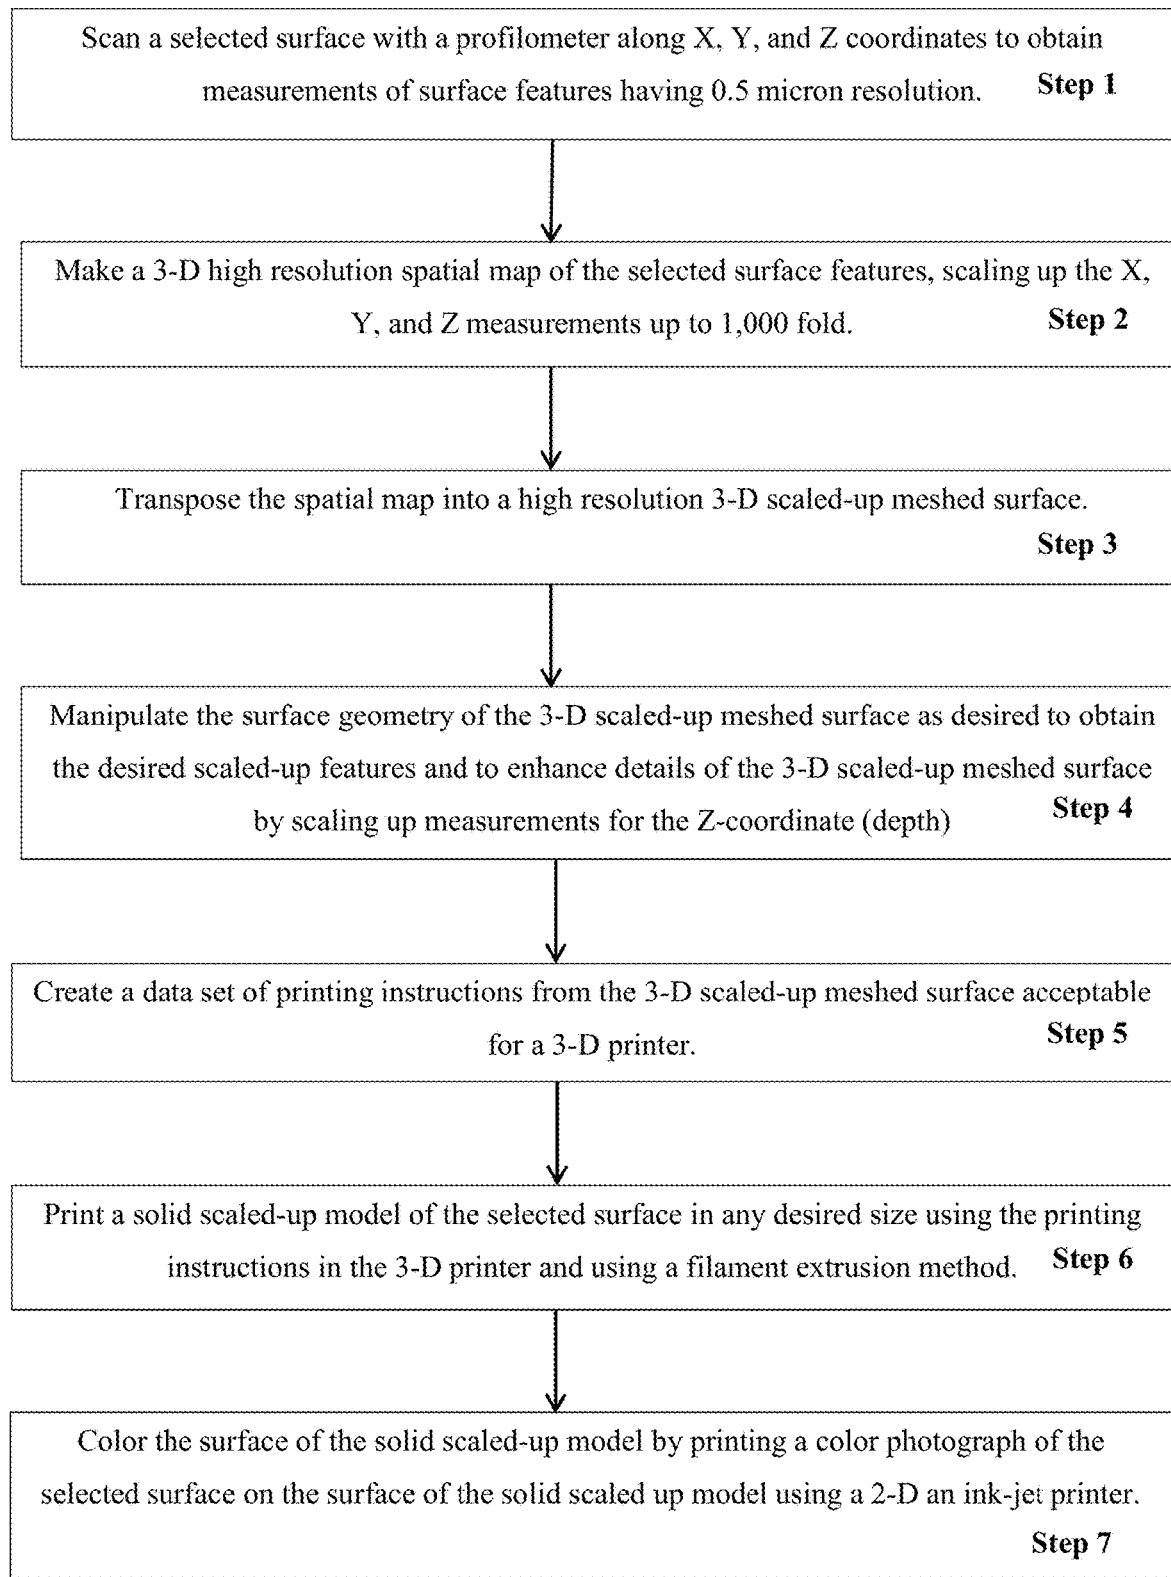 Scan a selected surface with a profilometer along X, Y, and Z coordinates to obtain
measurements of surface features having 0.5 micron resolution. Step 1
Make a 3-D high resolution spatial map of the selected surface features, scaling up the X,
Y, and Z measurements up to 1,000 fold. Step 2
Transpose the spatial map into a high resolution 3-D scaled-up meshed surface.
Step 3
Manipulate the surface geometry of the 3-D scaled-up meshed surface as desired to obtain
the desired scaled-up features and to enhance details of the 3-D scaled-up meshed surface
by scaling up measurements for the Z-coordinate (depth) Step 4
Create a data set of printing instructions from the 3-D scaled-up meshed surface acceptable
for a 3-D printer. Step 5
Print a solid scaled-up model of the selected surface in any desired size using the printing
instructions in the 3-D printer and using a filament extrusion method. Step 6
Color the surface of the solid scaled-up model by printing a color photograph of the
selected surface on the surface of the solid scaled up model using a 2-D an ink-jet printer.
Step 7